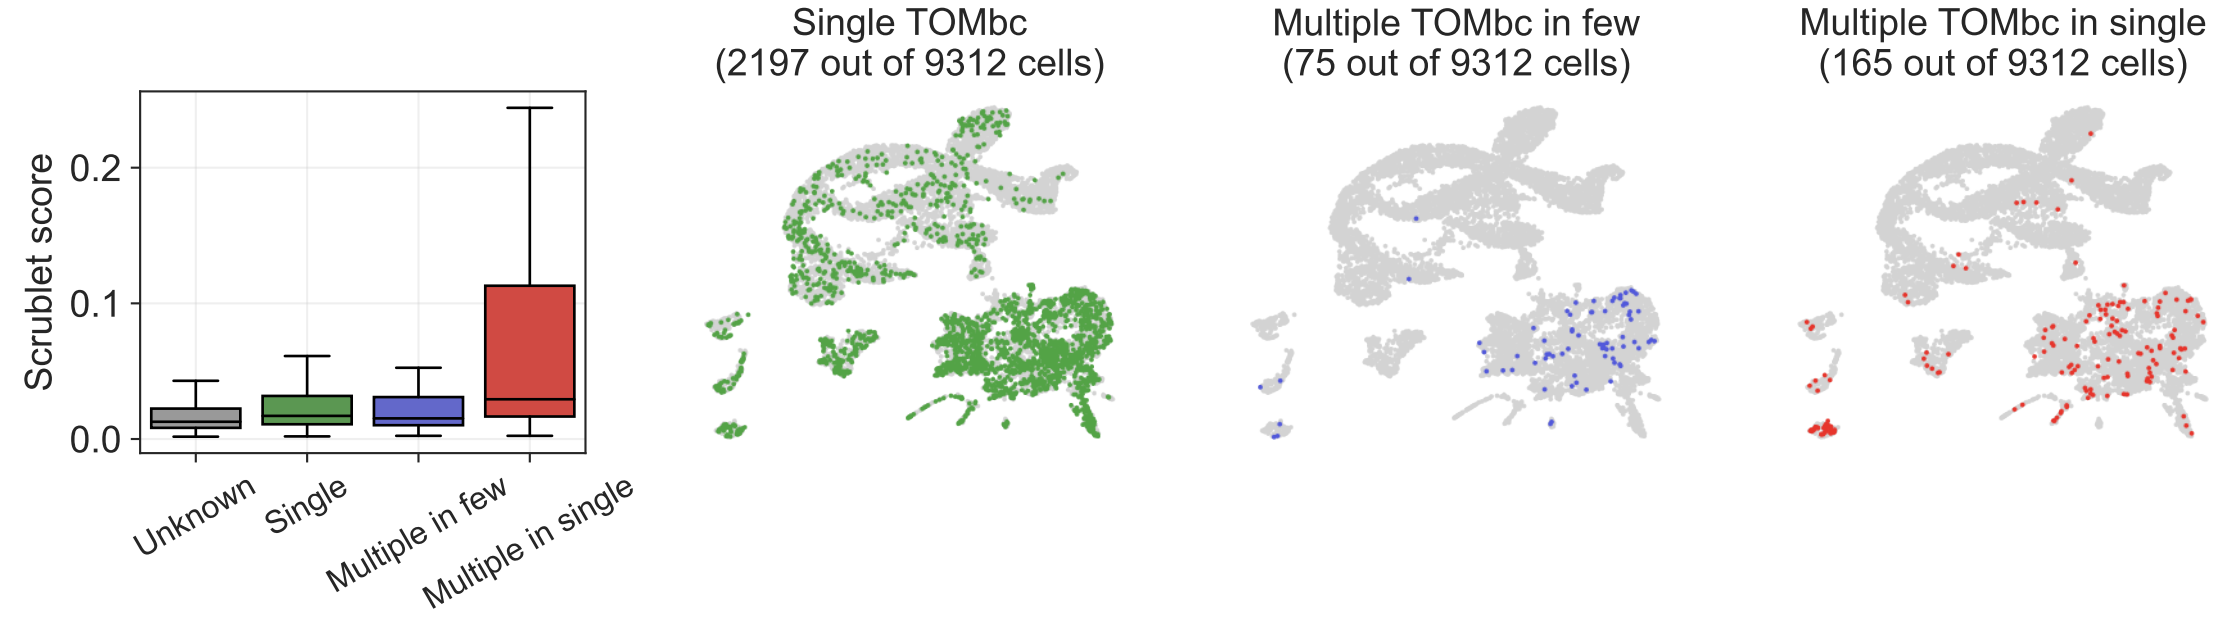 Single TOMbc
(2197 out of 9312 cells)
Multiple TOMbc in few
(75 out of 9312 cells)
Multiple TOMbc in single
(165 out of 9312 cells)
Scrublet score
0.2
0.1
0.0
Unknown
Single
Multiple in few
Multiple in single